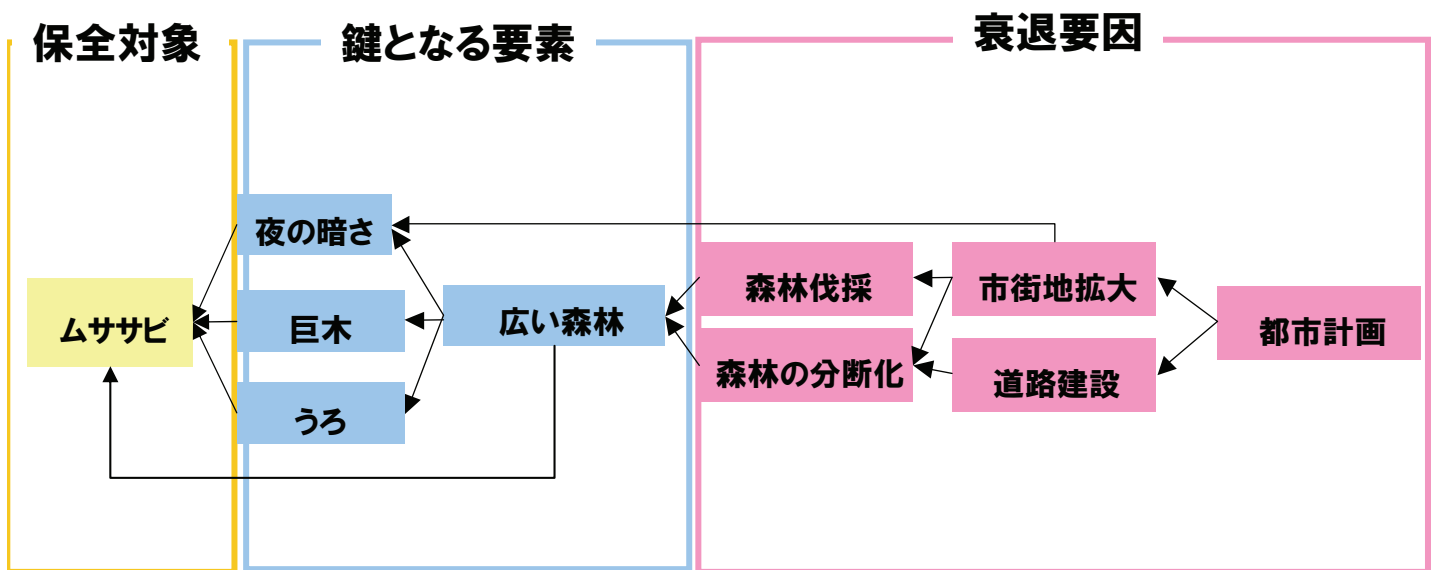 保全対象
鍵となる要素
衰退要因
夜の暗さ
巨木
うろ
ムササビ
広い森林
森林伐採
森林の分断化
市街地拡大
道路建設
都市計画